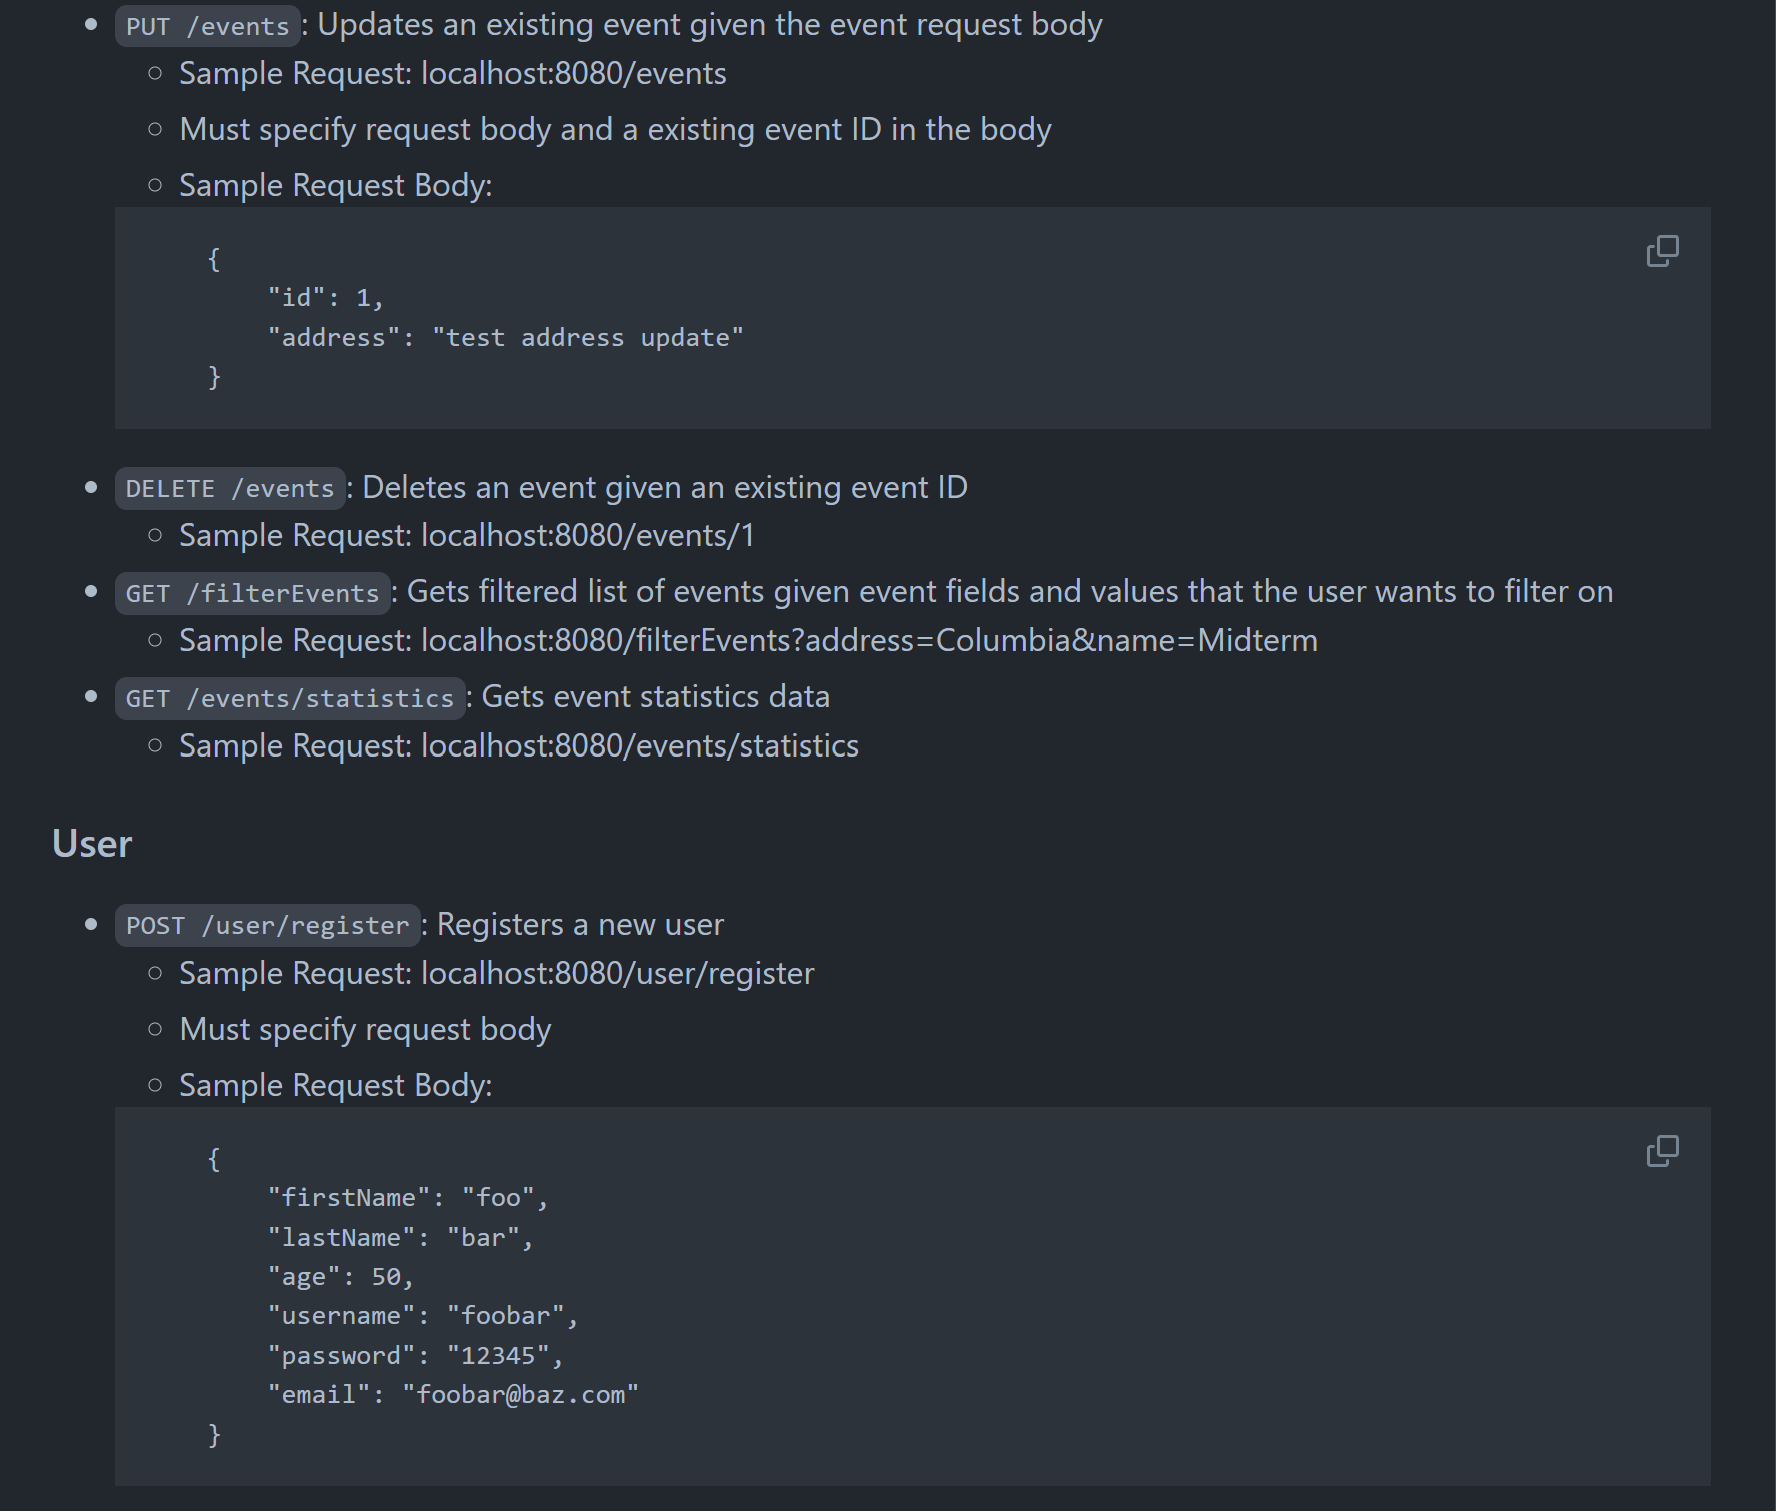 PUT /events: Updates an existing event given the event request body
Sample Request: localhost:8080/events
Must specify request body and a existing event ID in the body
Sample Request Body:
{
"id": 1,
"address": "test address update"
}
DELETE /events: Deletes an event given an existing event ID
Sample Request: localhost:8080/events/1
GET /filterEvents: Gets filtered list of events given event fields and values that the user wants to filter on
Sample Request: localhost:8080/filterEvents?address=Columbia&name=Midterm
GET /events/statistics: Gets event statistics data
Sample Request: localhost:8080/events/statistics
User
POST /user/register: Registers a new user
Sample Request: localhost:8080/user/register
Must specify request body
Sample Request Body:
{
"firstName": "foo",
"lastName": "bar",
"age": 50,
"username": "foobar",
"password": "12345",
"email": "foobar@baz.com"
}